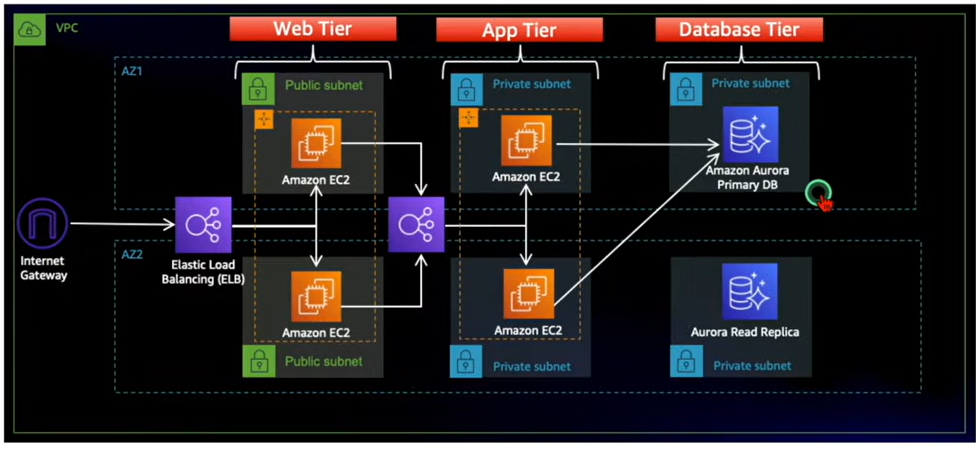 VPC
Web Tier
App Tier
Database Tier
AZ1
Public subnet
Private subnet
Private subnet
Amazon EC2
Amazon EC2
Amazon Aurora
Primary DB
Internet
Gateway
Elastic Load
Balancing (ELB)
AZ2
Amazon EC2
Amazon EC2
Aurora Read Replica
Public subnet
Private subnet
Private subnet